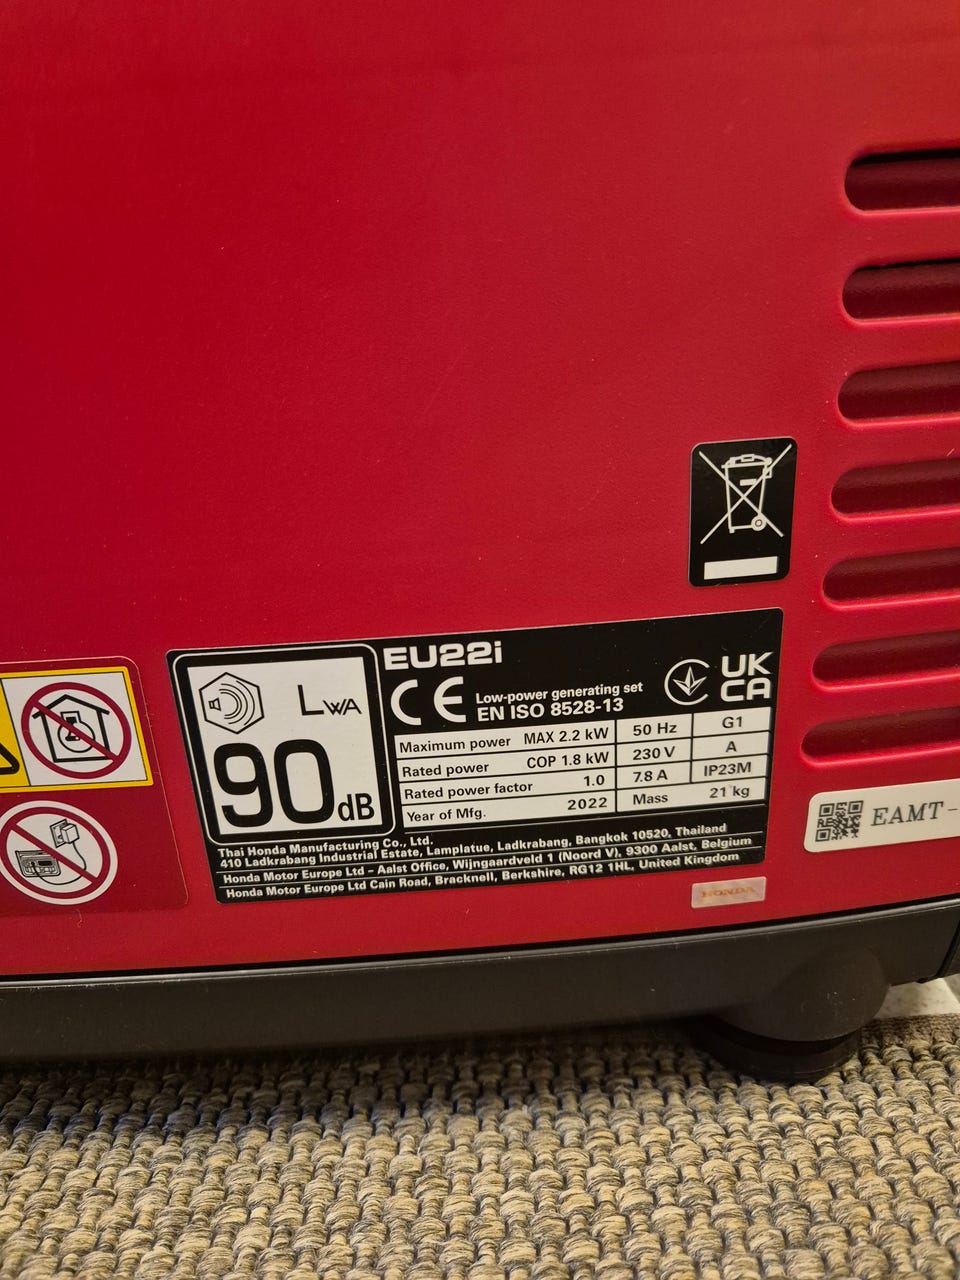 EU22i
LWA
90dB
CE
Low-power generating set
EN ISO 8528-13
UK
CA
Maximum power MAX 2.2 kW 50 Hz G1
Rated power COP 1.8 kW 230 V A
Rated power factor 1.0 7.8 A IP23M
Year of Mfg. 2022 Mass 21 kg
Thai Honda Manufacturing Co., Ltd.
410 Ladkrabang Industrial Estate, Lamplatue, Ladkrabang, Bangkok 10520, Thailand
Honda Motor Europe Ltd - Aalst Office, Wijngaardveld 1 (Noord V), 9300 Aalst, Belgium
Honda Motor Europe Ltd Cain Road, Bracknell, Berkshire, RG12 1HL, United Kingdom
EAMT-
HONDA